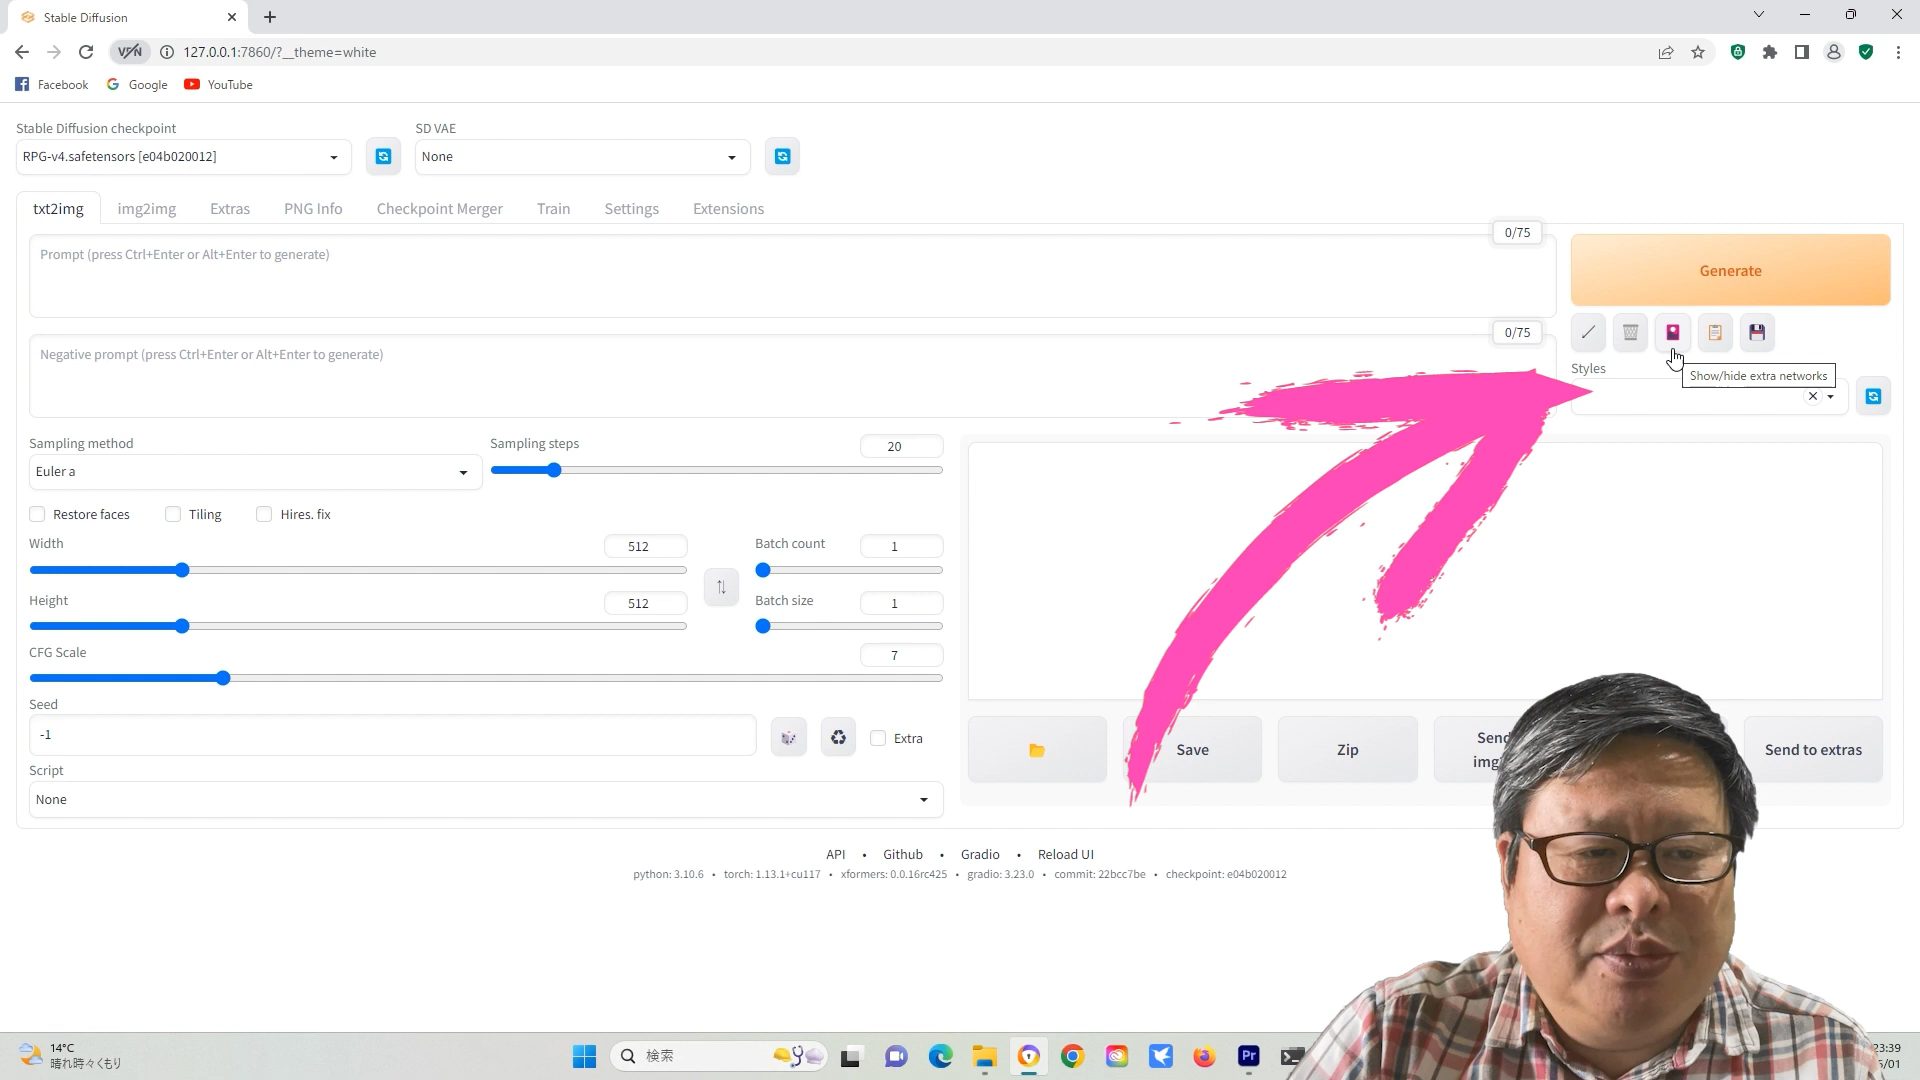 Stable Diffusion
VPN
127.0.0.1:7860/?__theme=white
Facebook
Google
YouTube
Stable Diffusion checkpoint
SD VAE
RPG-v4.safetensors [e04b020012]
None
txt2img
img2img
Extras
PNG Info
Checkpoint Merger
Train
Settings
Extensions
0/75
Prompt (press Ctrl+Enter or Alt+Enter to generate)
Generate
0/75
Negative prompt (press Ctrl+Enter or Alt+Enter to generate)
Styles
Show/hide extra networks
Sampling method
Sampling steps
20
Euler a
Restore faces
Tiling
Hires. fix
Width
512
Batch count
1
Height
512
Batch size
1
CFG Scale
7
Seed
-1
Extra
Save
Zip
Send to extras
Script
None
API • Github • Gradio • Reload UI
python: 3.10.6 • torch: 1.13.1+cu117 • xformers: 0.0.16rc425 • gradio: 3.23.0 • commit: 22bcc7be • checkpoint: e04b020012
14°C
晴れ時々くもり
検索
Pr
23:39
/01